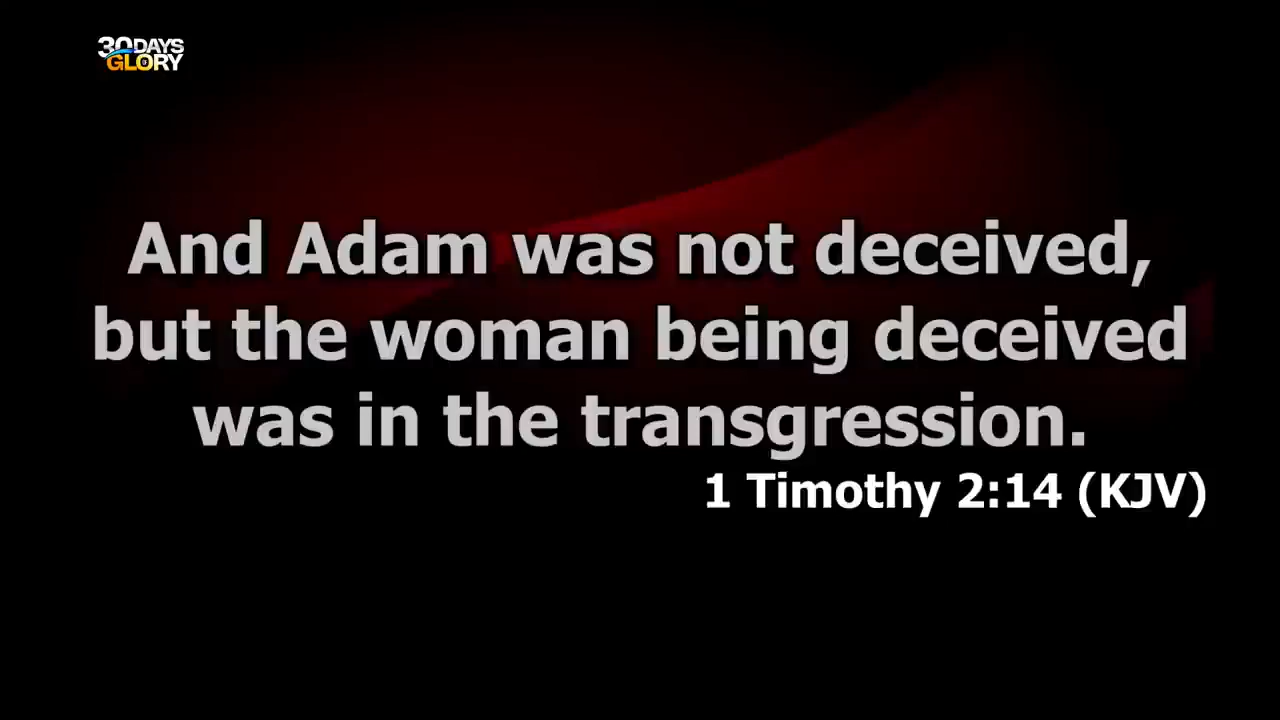 30DAYS
GLORY
And Adam was not deceived,
but the woman being deceived
was in the transgression.
1 Timothy 2:14 (KJV)